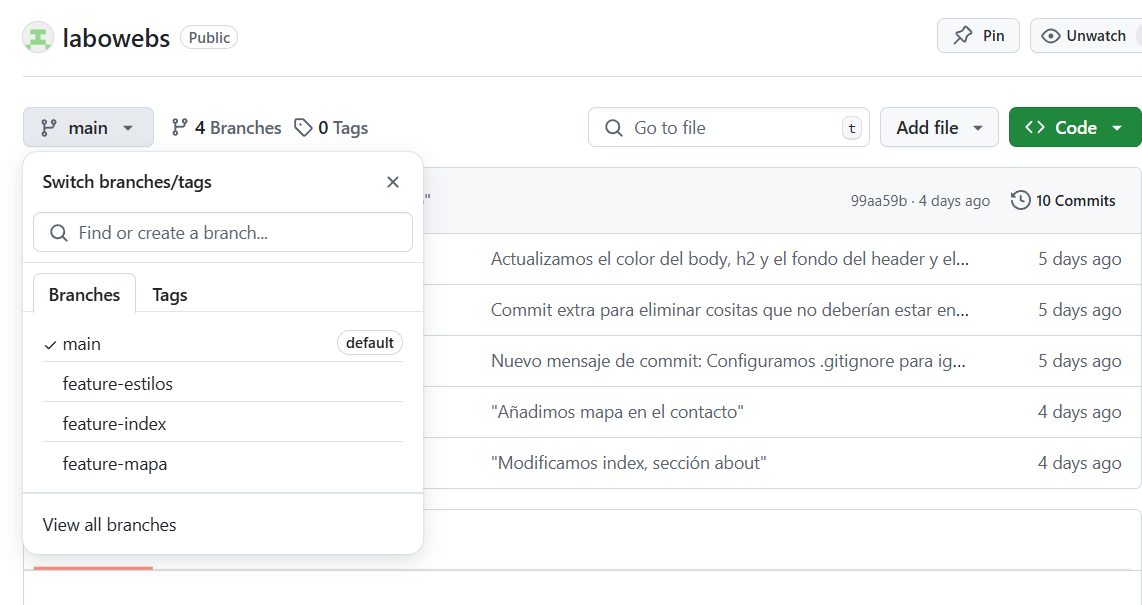 labowebs Public Pin Unwatch
main 4 Branches 0 Tags Go to file t Add file Code
Switch branches/tags
Find or create a branch...
Branches Tags
main default
feature-estilos
feature-index
feature-mapa
View all branches
" 99aa59b · 4 days ago 10 Commits
Actualizamos el color del body, h2 y el fondo del header y el... 5 days ago
Commit extra para eliminar cositas que no deberían estar en... 5 days ago
Nuevo mensaje de commit: Configuramos .gitignore para ig... 5 days ago
"Añadimos mapa en el contacto" 4 days ago
"Modificamos index, sección about" 4 days ago